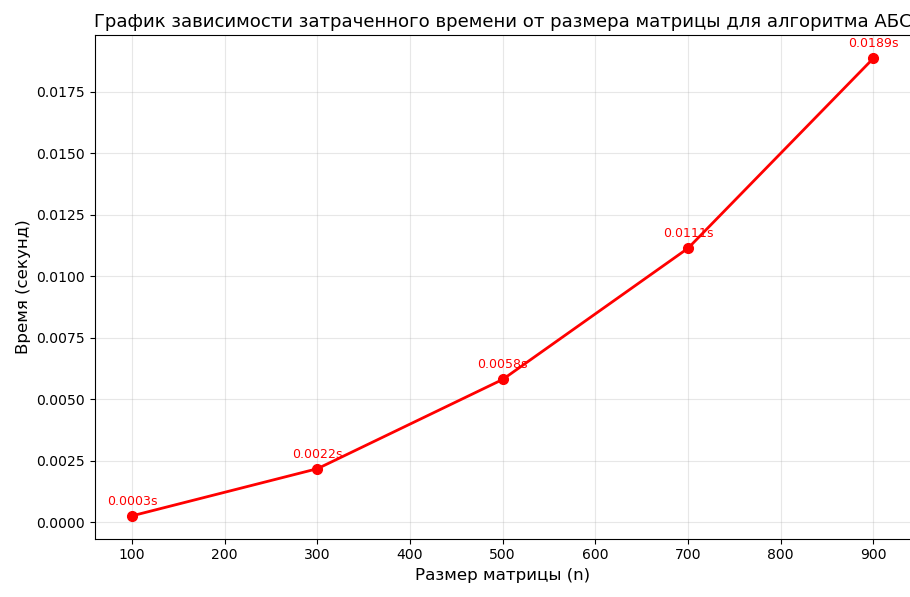 График зависимости затраченного времени от размера матрицы для алгоритма АБС
0.0189s
0.0175
0.0150
0.0125
0.0111s
0.0100
0.0075
0.0058s
0.0050
0.0022s
0.0025
0.0003s
0.0000
Время (секунд)
100 200 300 400 500 600 700 800 900
Размер матрицы (n)